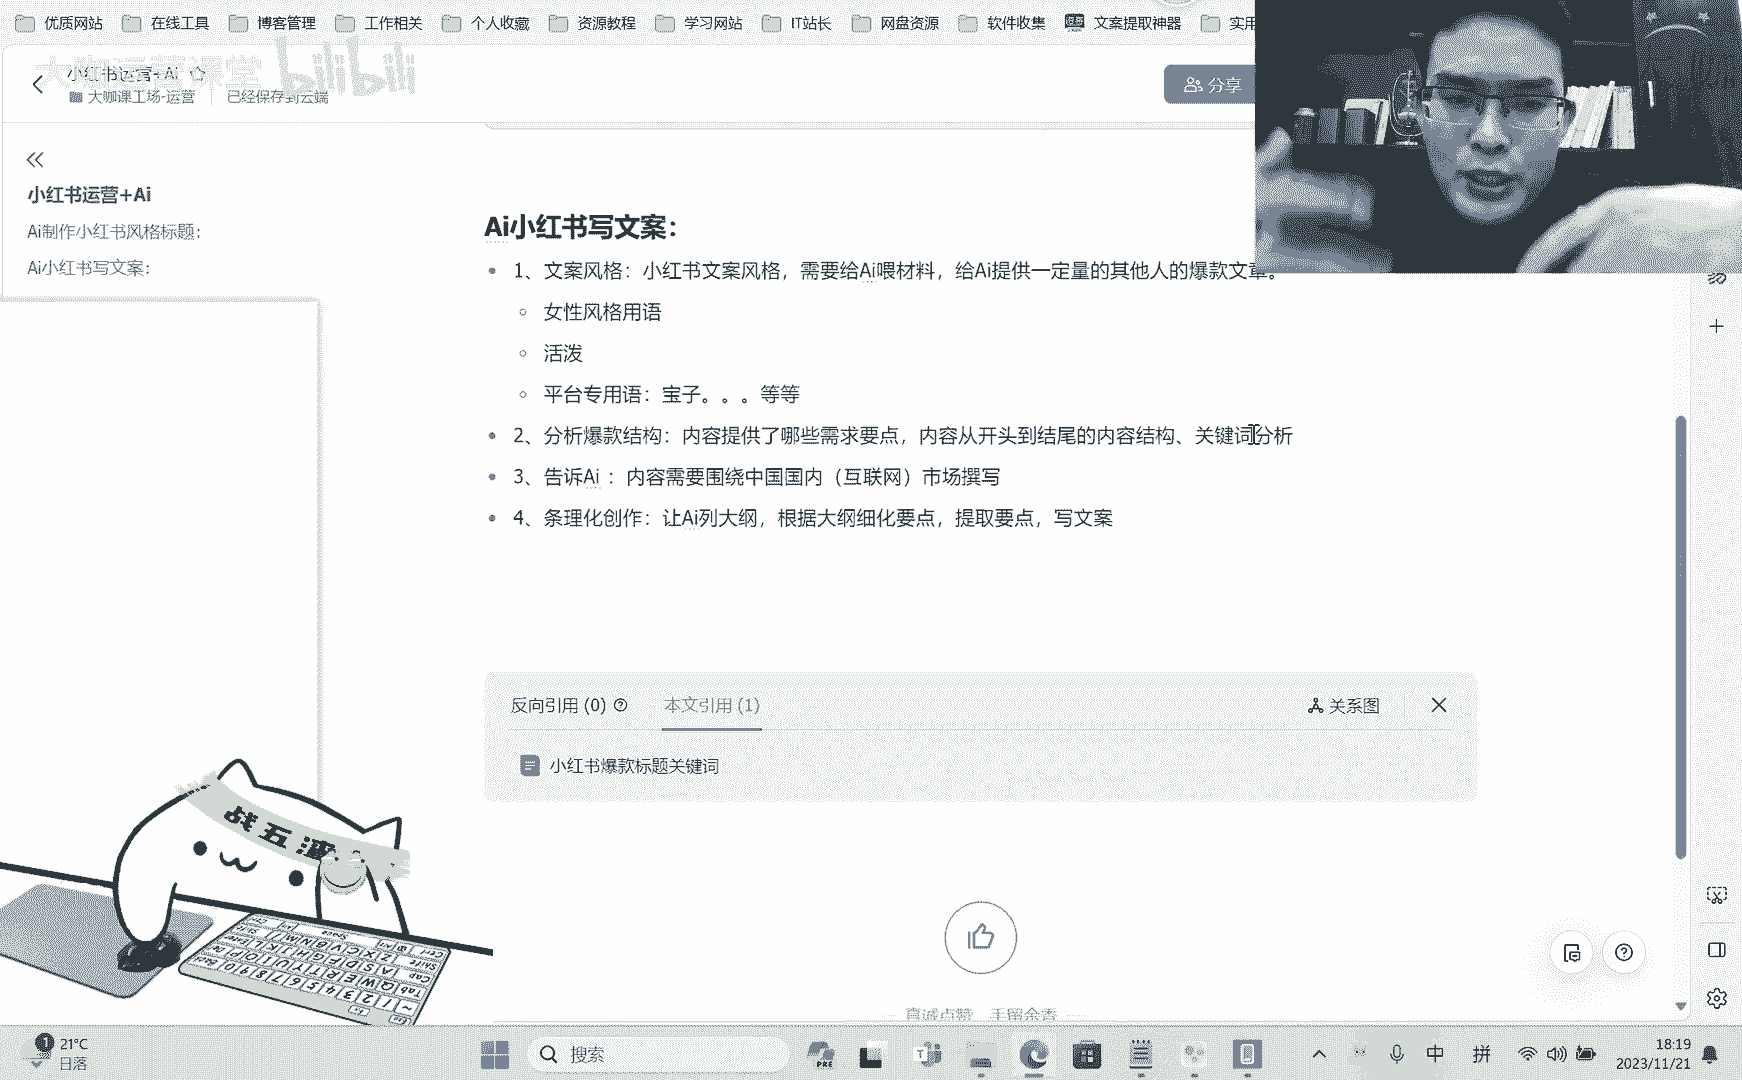 优质网站 在线工具 博客管理 工作相关 个人收藏 资源教程 学习网站 IT站长 网盘资源 软件收集 文案提取神器 实用
大咖运营课堂 bilibili
小红书运营+Ai
大咖课工场-运营 已经保存到云端
分享
小红书运营+Ai
Ai制作小红书风格标题：
Ai小红书写文案：
Ai小红书写文案：
1、文案风格：小红书文案风格，需要给Ai喂材料，给Ai提供一定量的其他人的爆款文章。
女性风格用语
活泼
平台专用语：宝子。。。等等
2、分析爆款结构：内容提供了哪些需求要点，内容从开头到结尾的内容结构、关键词分析
3、告诉Ai ：内容需要围绕中国国内（互联网）市场撰写
4、条理化创作：让Ai列大纲，根据大纲细化要点，提取要点，写文案
反向引用 (0) 本文引用 (1) 关系图
小红书爆款标题关键词
战五渣
真诚点赞，手留余香
1 21°C
日落
搜索
PRE
中 拼
18:19
2023/11/21